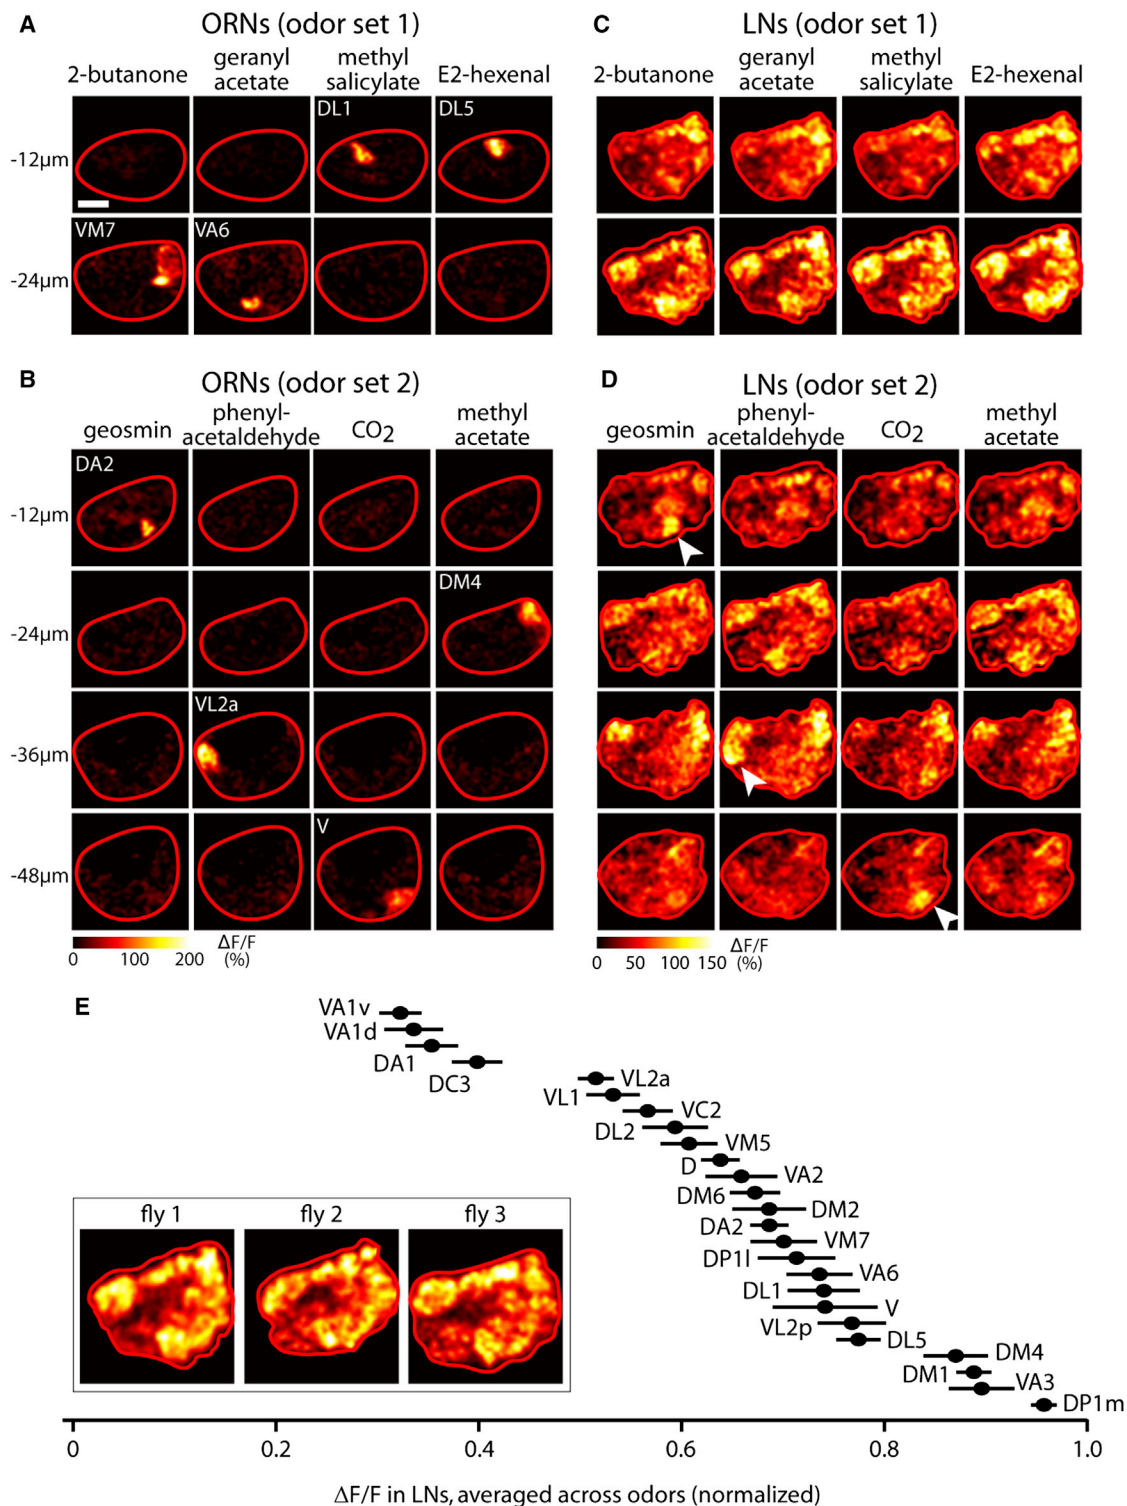 A
ORNs (odor set 1)
2-butanone
geranyl
acetate
methyl
salicylate
E2-hexenal
DL1
DL5
-12µm
VM7
VA6
-24µm
C
LNs (odor set 1)
2-butanone
geranyl
acetate
methyl
salicylate
E2-hexenal
B
ORNs (odor set 2)
geosmin
phenyl-
acetaldehyde
CO2
methyl
acetate
DA2
-12µm
DM4
-24µm
VL2a
-36µm
V
-48µm
0 100 200
ΔF/F
(%)
D
LNs (odor set 2)
geosmin
phenyl-
acetaldehyde
CO2
methyl
acetate
0 50 100 150
ΔF/F
(%)
E
VA1v
VA1d
DA1
DC3
VL2a
VL1
VC2
DL2
VM5
D
VA2
DM6
DM2
DA2
VM7
DP1l
VA6
DL1
V
VL2p
DL5
DM4
DM1
VA3
DP1m
fly 1
fly 2
fly 3
0 0.2 0.4 0.6 0.8 1.0
ΔF/F in LNs, averaged across odors (normalized)